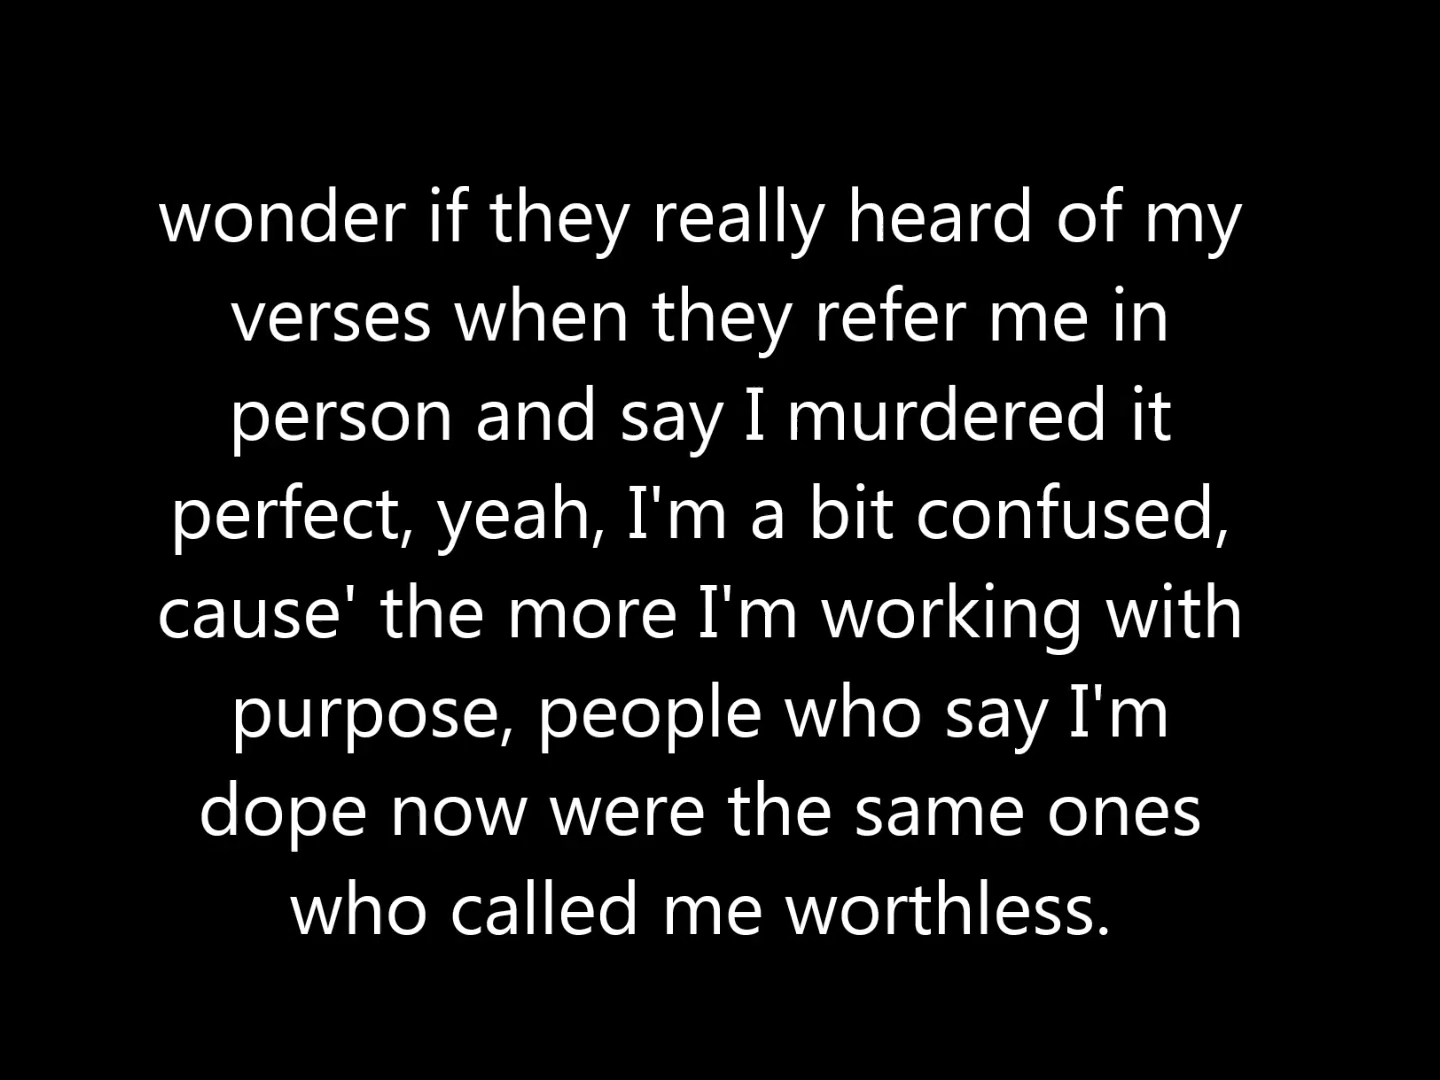 wonder if they really heard of my
verses when they refer me in
person and say I murdered it
perfect, yeah, I'm a bit confused,
cause' the more I'm working with
purpose, people who say I'm
dope now were the same ones
who called me worthless.